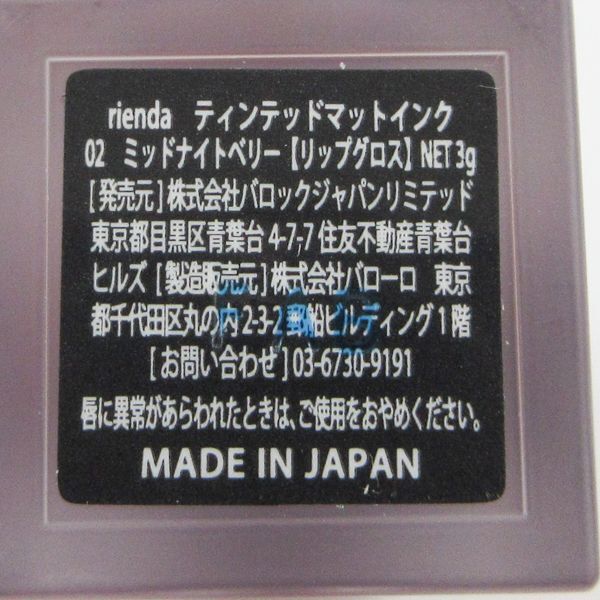 rienda ティンテッドマットインク
02 ミッドナイトベリー【リップグロス】NET 3g
[発売元]株式会社バロックジャパンリミテッド
東京都目黒区青葉台 4-7-7 住友不動産青葉台
ヒルズ [製造販売元]株式会社バローロ 東京
都千代田区丸の内 2-3-2 郵船ビルディング 1 階
[お問い合わせ] 03-6730-9191
唇に異常があらわれたときは、ご使用をおやめください。
MADE IN JAPAN